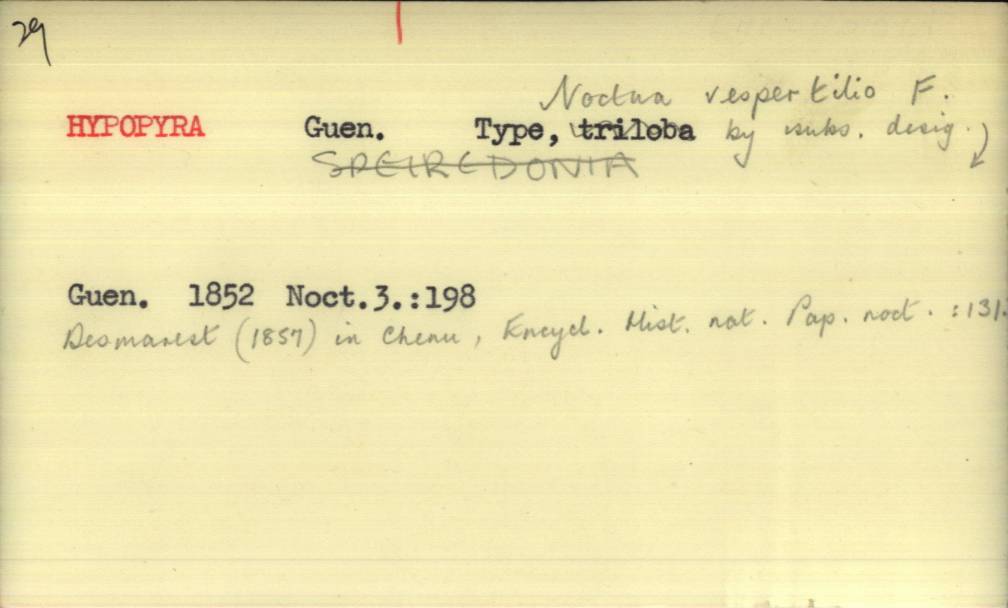 29
Noctua vespertilio F.
HYPOPYRA Guen. Type, triloba by subs. desig.
SPEIREDONIA
Guen. 1852 Noct.3.:198
Desmarest (1857) in Chenu, Encycl. Hist. nat. Pap. noct. :131.